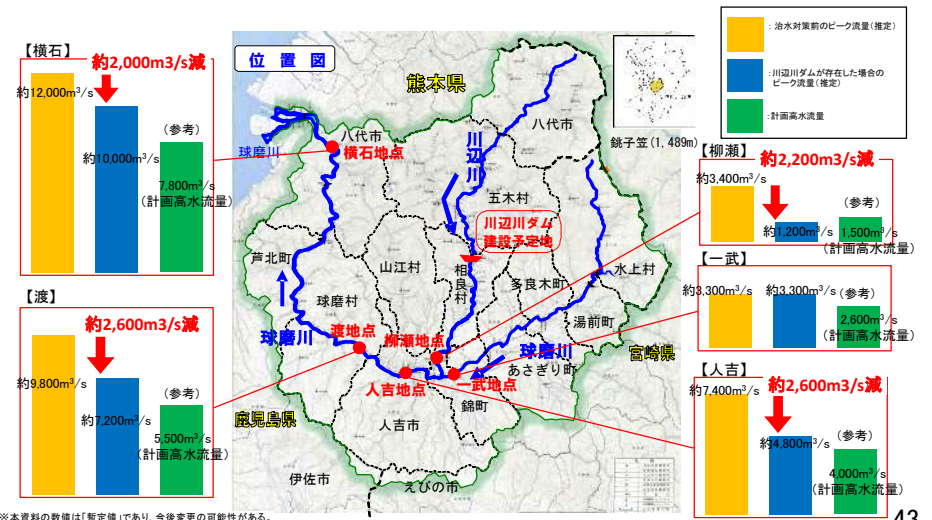 ：治水対策前のピーク流量（推定）
：川辺川ダムが存在した場合の
ピーク流量（推定）
：計画高水流量
【横石】
約2,000m3/s減
約12,000m³/s
約10,000m³/s
（参考）
7,800m³/s
（計画高水流量）
位置図
熊本県
八代市
八代市
球磨川
横石地点
川辺川
銚子笠(1,489m)
五木村
川辺川ダム
建設予定地
芦北町
山江村
相良村
水上村
多良木町
球磨村
湯前町
渡地点
柳瀬地点
球磨川
球磨川
宮崎県
あさぎり町
人吉地点
一武地点
錦町
鹿児島県
人吉市
伊佐市
えびの市
【柳瀬】
約2,200m3/s減
約3,400m³/s
約1,200m³/s
（参考）
1,500m³/s
（計画高水流量）
【一武】
約3,300m³/s
約3,300m³/s
（参考）
2,600m³/s
（計画高水流量）
【渡】
約2,600m3/s減
約9,800m³/s
約7,200m³/s
（参考）
5,500m³/s
（計画高水流量）
【人吉】
約2,600m3/s減
約7,400m³/s
約4,800m³/s
（参考）
4,000m³/s
（計画高水流量）
※本資料の数値は「暫定値」であり、今後変更の可能性がある。
43